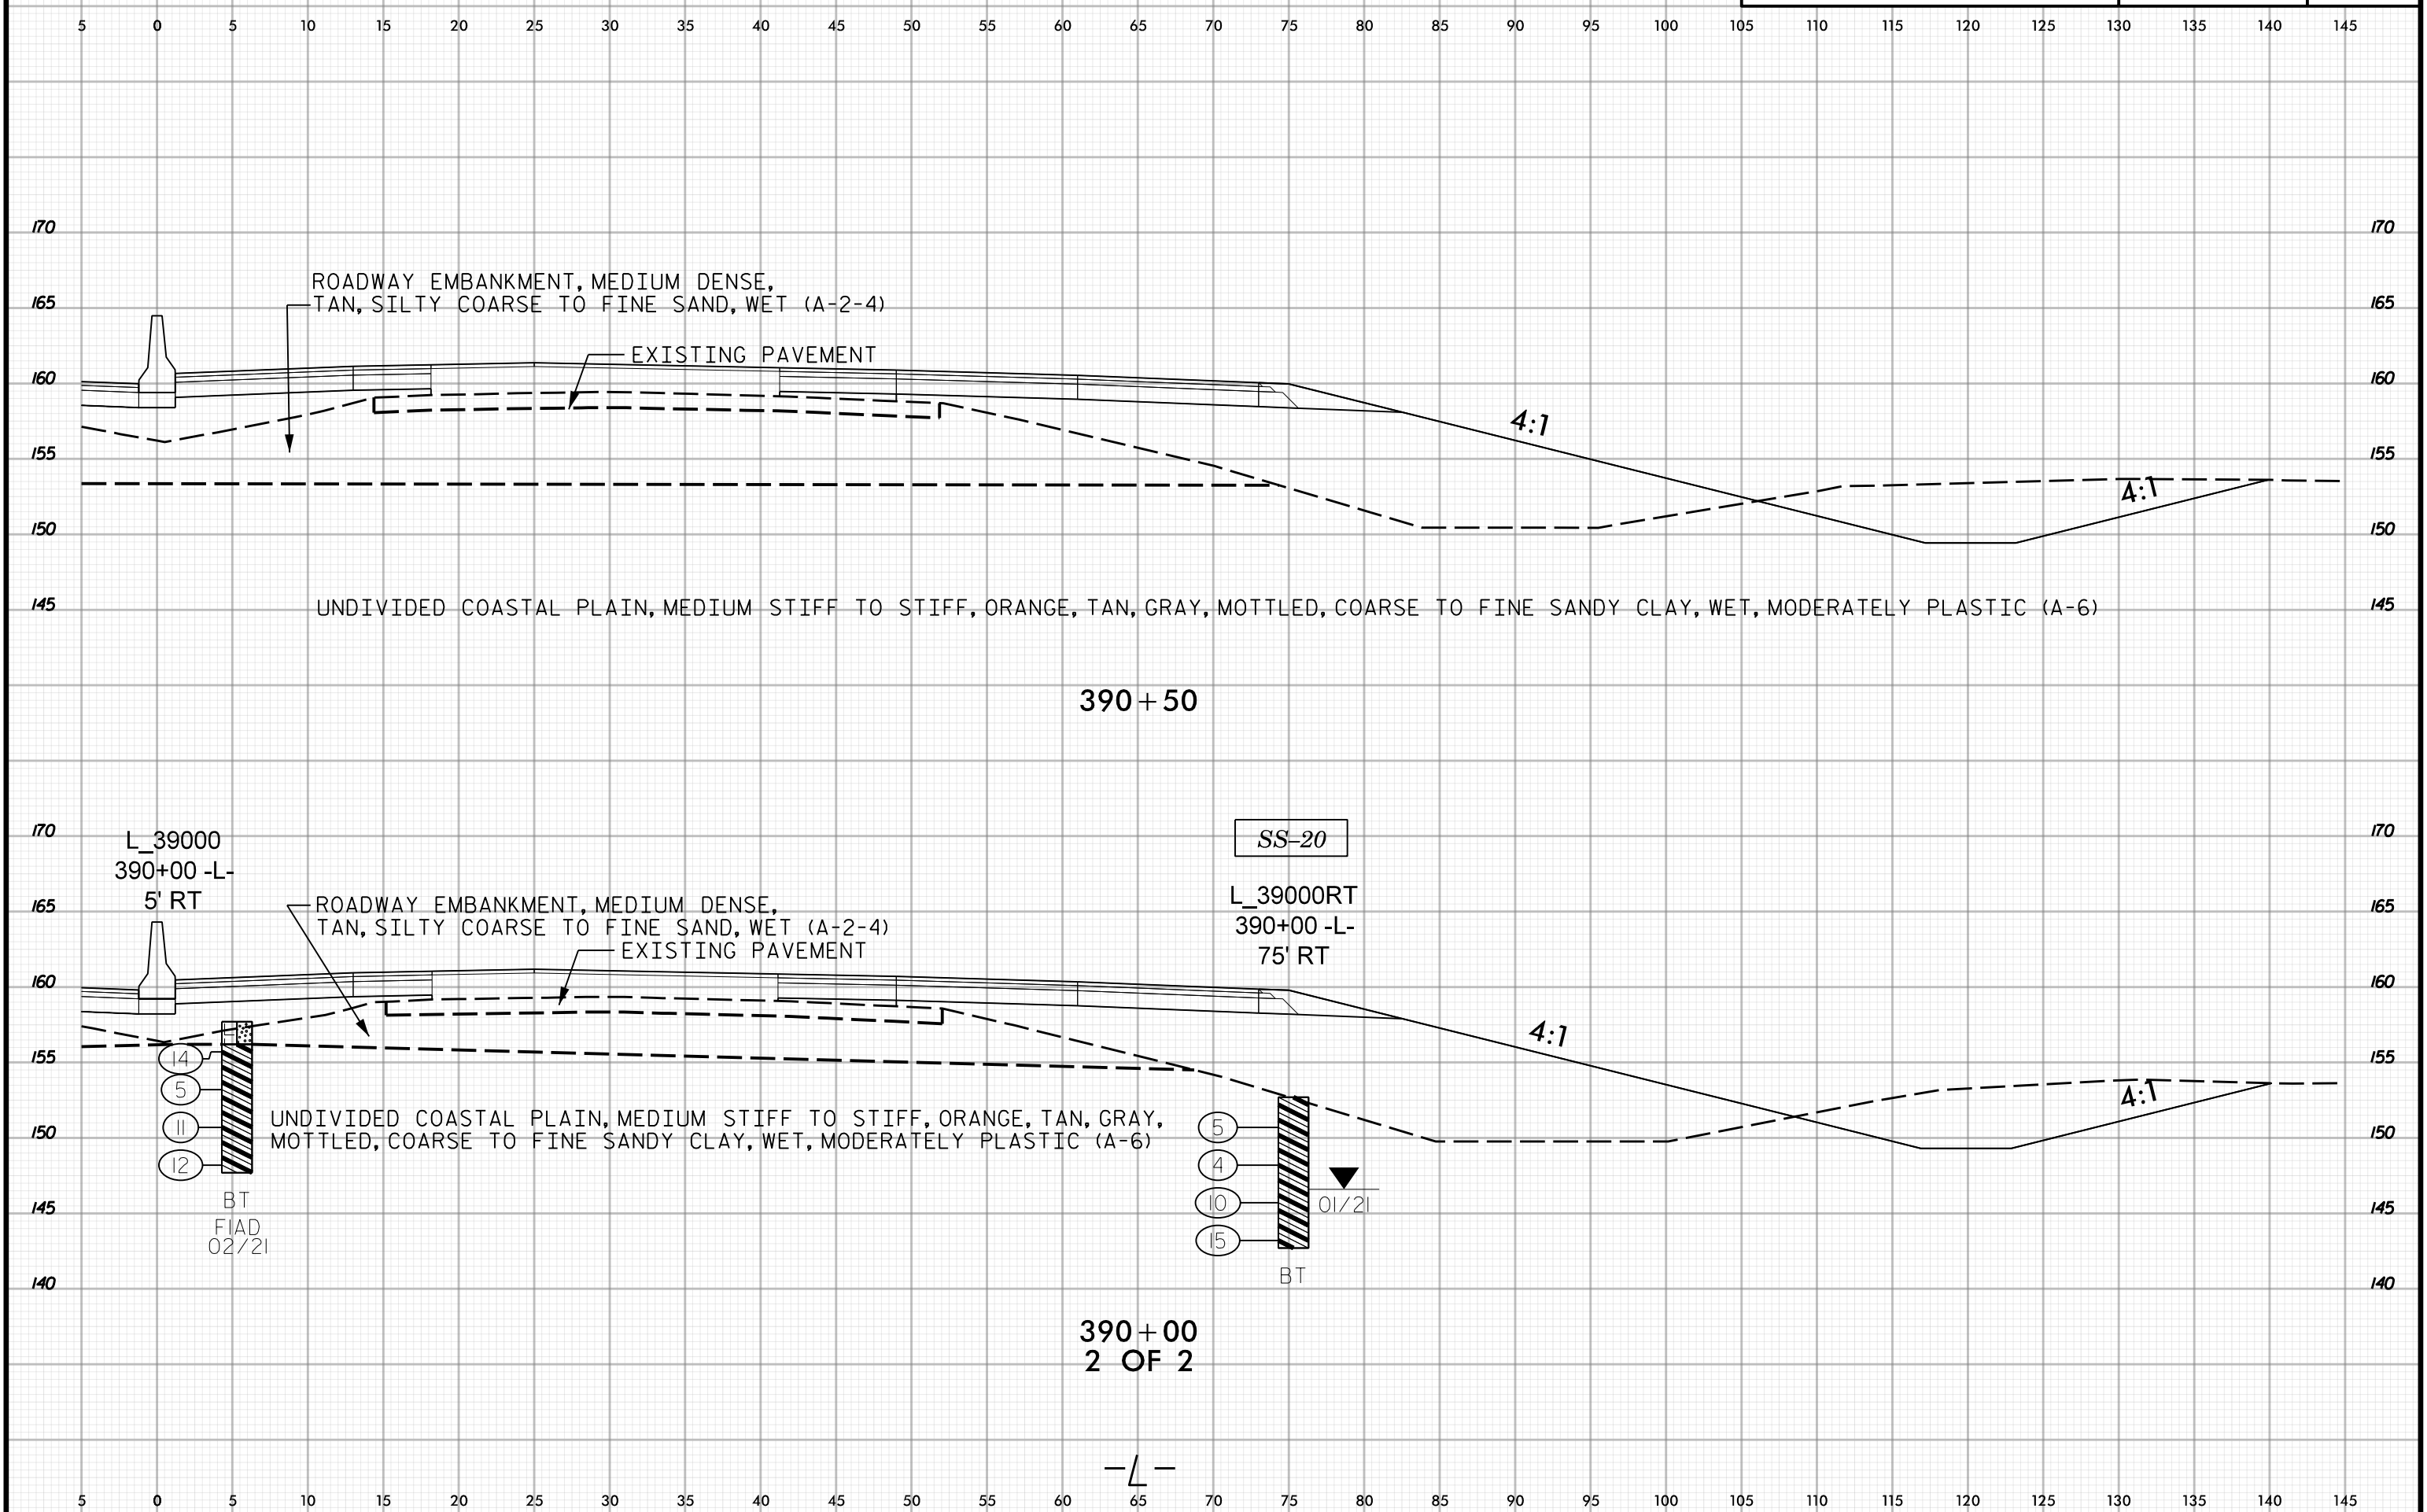 5 0 5 10 15 20 25 30 35 40 45 50 55 60 65 70 75 80 85 90 95 100 105 110 115 120 125 130 135 140 145
170 170
ROADWAY EMBANKMENT, MEDIUM DENSE,
TAN, SILTY COARSE TO FINE SAND, WET (A-2-4)
165 165
EXISTING PAVEMENT
160 160
4:1
155 155
4:1
150 150
UNDIVIDED COASTAL PLAIN, MEDIUM STIFF TO STIFF, ORANGE, TAN, GRAY, MOTTLED, COARSE TO FINE SANDY CLAY, WET, MODERATELY PLASTIC (A-6)
145 145
390+50
170 170
L_39000
390+00 -L-
5' RT
SS-20
L_39000RT
390+00 -L-
75' RT
165 165
ROADWAY EMBANKMENT, MEDIUM DENSE,
TAN, SILTY COARSE TO FINE SAND, WET (A-2-4)
EXISTING PAVEMENT
160 160
4:1
155 155
14
5
11
12
4:1
UNDIVIDED COASTAL PLAIN, MEDIUM STIFF TO STIFF, ORANGE, TAN, GRAY,
MOTTLED, COARSE TO FINE SANDY CLAY, WET, MODERATELY PLASTIC (A-6)
150 150
5
4
10
15
01/21
BT
FIAD
02/21
145 145
BT
140 140
390+00
2 OF 2
-L-
5 0 5 10 15 20 25 30 35 40 45 50 55 60 65 70 75 80 85 90 95 100 105 110 115 120 125 130 135 140 145